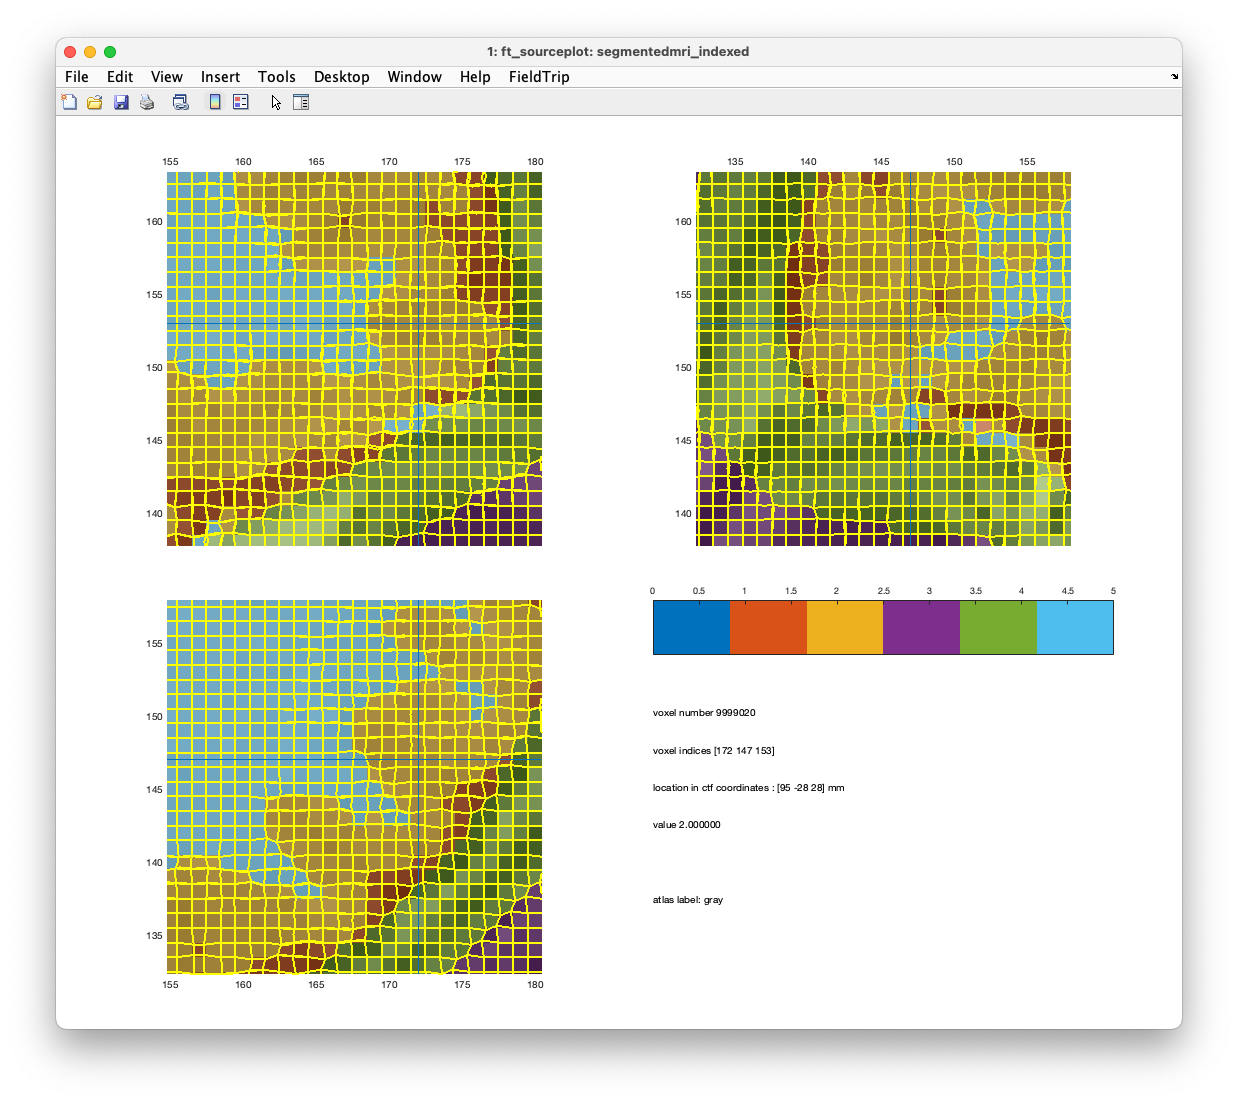 1: ft_sourceplot: segmentedmri_indexed
File Edit View Insert Tools Desktop Window Help FieldTrip
155 160 165 170 175 180
160
155
150
145
140
135 140 145 150 155
160
155
150
145
140
155
150
145
140
135
155 160 165 170 175 180
0 0.5 1 1.5 2 2.5 3 3.5 4 4.5 5
voxel number 9999020
voxel indices [172 147 153]
location in ctf coordinates : [95 -28 28] mm
value 2.000000
atlas label: gray